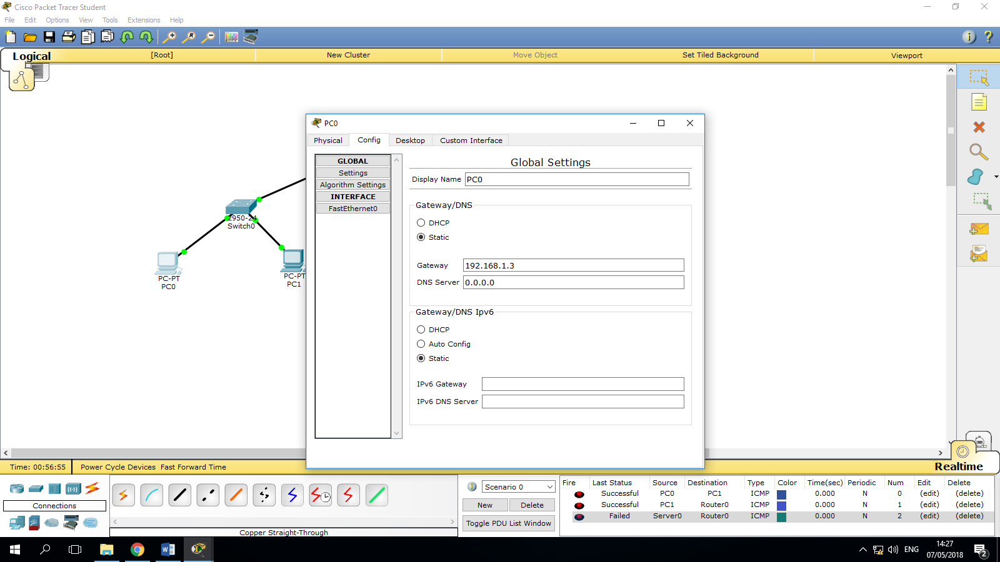 Cisco Packet Tracer Student
File Edit Options View Tools Extensions Help
Logical [Root] New Cluster Move Object Set Tiled Background Viewport
PC0
Physical Config Desktop Custom Interface
GLOBAL
Settings
Algorithm Settings
INTERFACE
FastEthernet0
Global Settings
Display Name PC0
Gateway/DNS
DHCP
Static
Gateway 192.168.1.3
DNS Server 0.0.0.0
Gateway/DNS Ipv6
DHCP
Auto Config
Static
IPv6 Gateway
IPv6 DNS Server
2950-24
Switch0
PC-PT
PC0
PC-PT
PC1
Time: 00:56:55 Power Cycle Devices Fast Forward Time
Realtime
Connections
Copper Straight-Through
Scenario 0
New Delete
Toggle PDU List Window
Fire Last Status Source Destination Type Color Time(sec) Periodic Num Edit Delete
Successful PC0 PC1 ICMP 0.000 N 0 (edit) (delete)
Successful PC1 Router0 ICMP 0.000 N 1 (edit) (delete)
Failed Server0 Router0 ICMP 0.000 N 2 (edit) (delete)
ENG
14:27
07/05/2018
2